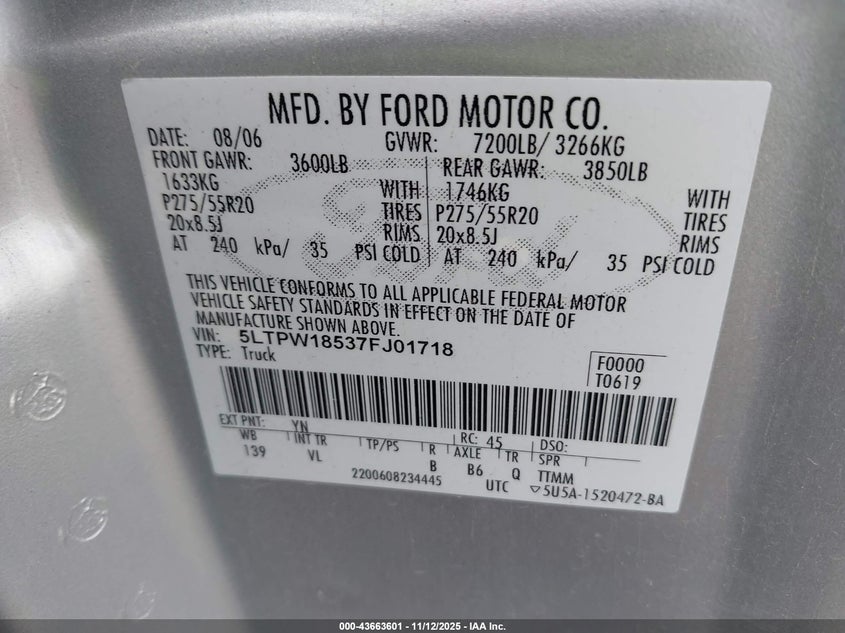 MFD. BY FORD MOTOR CO.
DATE: 08/06 GVWR: 7200LB/ 3266KG
FRONT GAWR: 3600LB REAR GAWR: 3850LB
1633KG WITH 1746KG WITH
P275/55R20 TIRES P275/55R20 TIRES
20x8.5J RIMS 20x8.5J RIMS
AT 240 kPa/ 35 PSI COLD AT 240 kPa/ 35 PSI COLD
Ford
THIS VEHICLE CONFORMS TO ALL APPLICABLE FEDERAL MOTOR
VEHICLE SAFETY STANDARDS IN EFFECT ON THE DATE OF
MANUFACTURE SHOWN ABOVE.
VIN: 5LTPW18537FJ01718
TYPE: Truck
F0000
T0619
EXT PNT: YN RC: 45 DSO:
WB INT TR TP/PS R AXLE TR SPR
139 VL B B6 Q TTMM
2200608234445 UTC ▽5U5A-1520472-BA
000-43663601 - 11/12/2025 - IAA Inc.